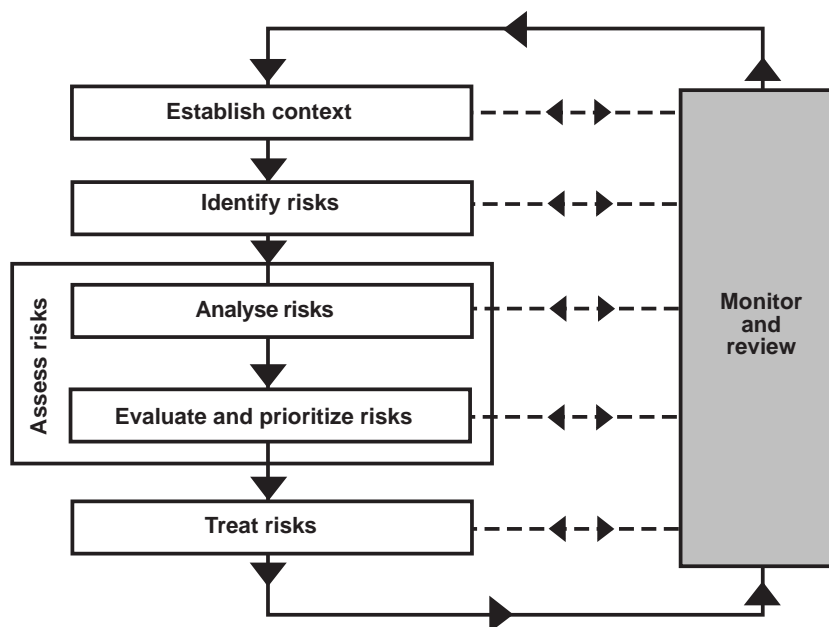 Establish context
Identify risks
Assess risks
Analyse risks
Evaluate and prioritize risks
Treat risks
Monitor
and
review